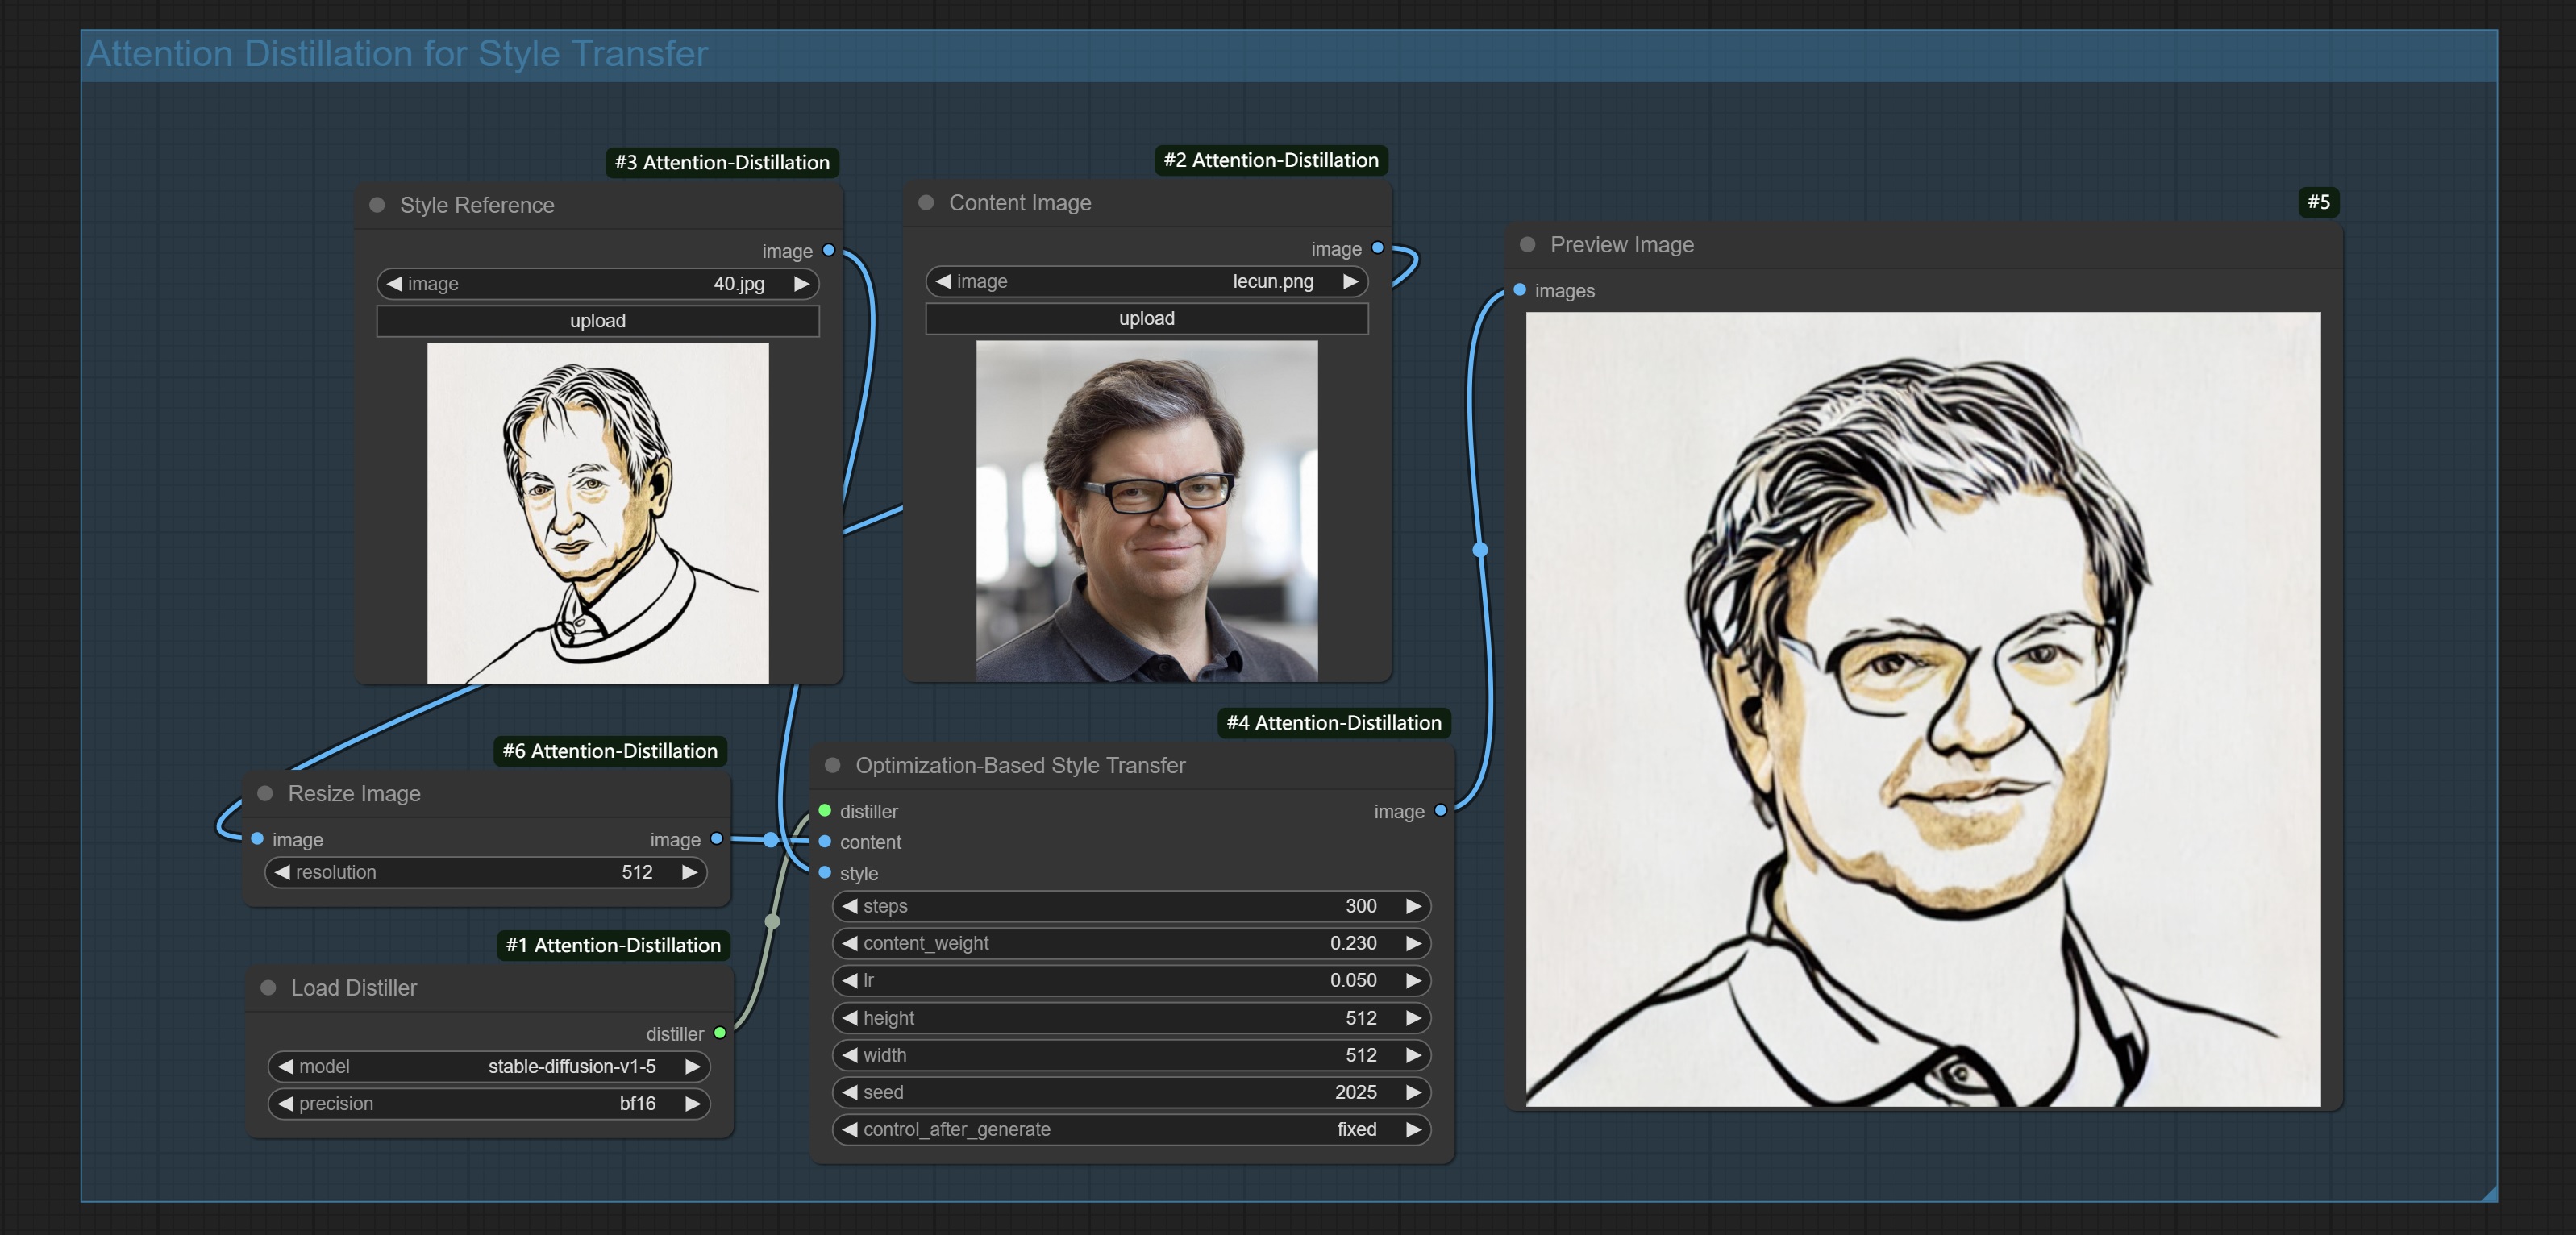 Attention Distillation for Style Transfer
#3 Attention-Distillation
Style Reference
image
image 40.jpg
upload
#2 Attention-Distillation
Content Image
image
image lecun.png
upload
#5
Preview Image
images
#6 Attention-Distillation
Resize Image
image image
resolution 512
#1 Attention-Distillation
Load Distiller
distiller
model stable-diffusion-v1-5
precision bf16
#4 Attention-Distillation
Optimization-Based Style Transfer
distiller image
content
style
steps 300
content_weight 0.230
lr 0.050
height 512
width 512
seed 2025
control_after_generate fixed